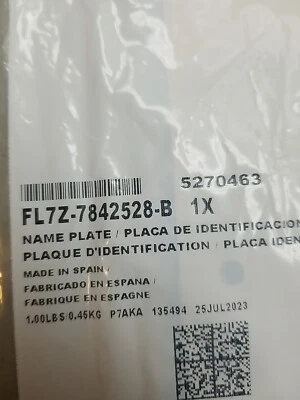 5270463
FL7Z-7842528-B 1X
NAME PLATE / PLACA DE IDENTIFICACION
PLAQUE D'IDENTIFICATION / PLACA IDEN
MADE IN SPAIN/
FABRICADO EN ESPANA/
FABRIQUE EN ESPAGNE
1.00LBS/0.45KG P7AKA 135494 25JUL2023